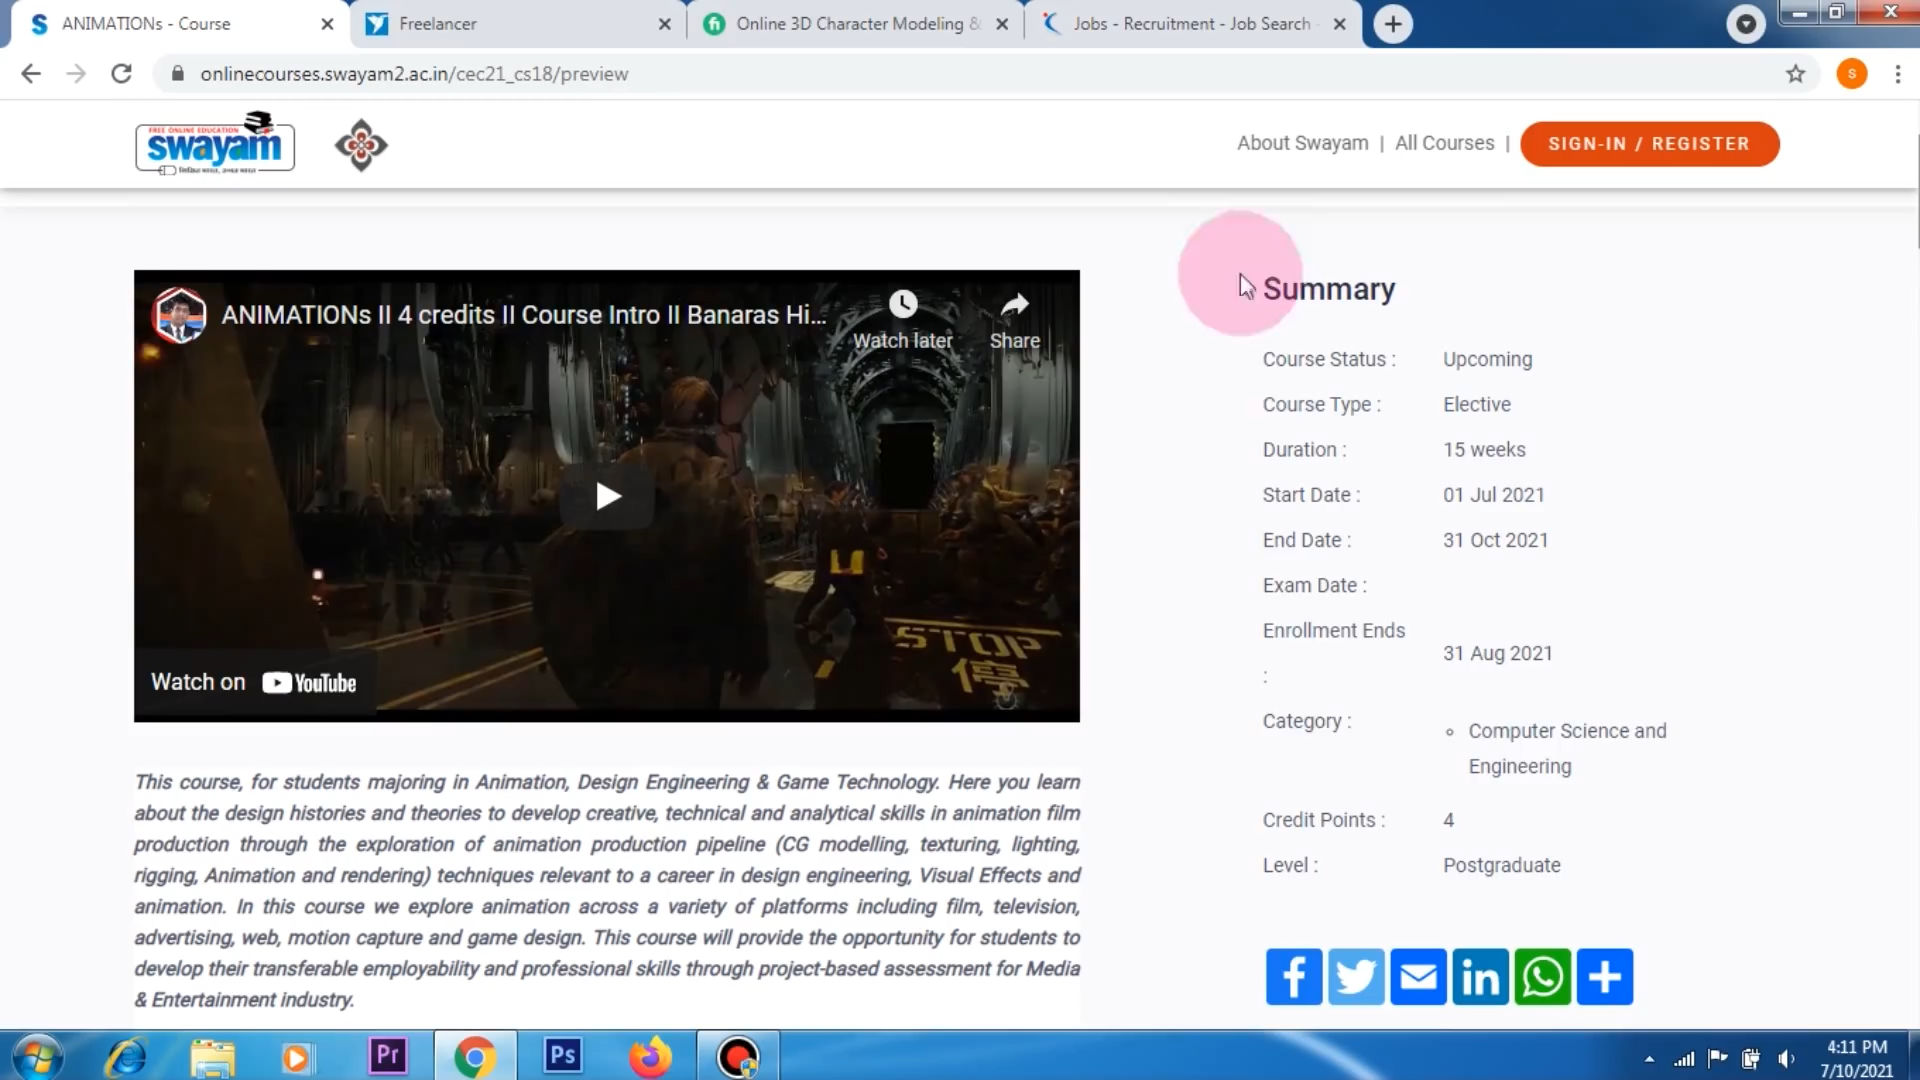 ANIMATIONs - Course
Freelancer
Online 3D Character Modeling &
Jobs - Recruitment - Job Search -
onlinecourses.swayam2.ac.in/cec21_cs18/preview
S
FREE ONLINE EDUCATION
swayam
About Swayam | All Courses |
SIGN-IN / REGISTER
ANIMATIONs II 4 credits II Course Intro II Banaras Hi...
Watch later
Share
STOP
停
Watch on YouTube
This course, for students majoring in Animation, Design Engineering & Game Technology. Here you learn
about the design histories and theories to develop creative, technical and analytical skills in animation film
production through the exploration of animation production pipeline (CG modelling, texturing, lighting,
rigging, Animation and rendering) techniques relevant to a career in design engineering, Visual Effects and
animation. In this course we explore animation across a variety of platforms including film, television,
advertising, web, motion capture and game design. This course will provide the opportunity for students to
develop their transferable employability and professional skills through project-based assessment for Media
& Entertainment industry.
Summary
Course Status : Upcoming
Course Type : Elective
Duration : 15 weeks
Start Date : 01 Jul 2021
End Date : 31 Oct 2021
Exam Date :
Enrollment Ends
: 31 Aug 2021
Category : Computer Science and
Engineering
Credit Points : 4
Level : Postgraduate
Pr
Ps
4:11 PM
7/10/2021